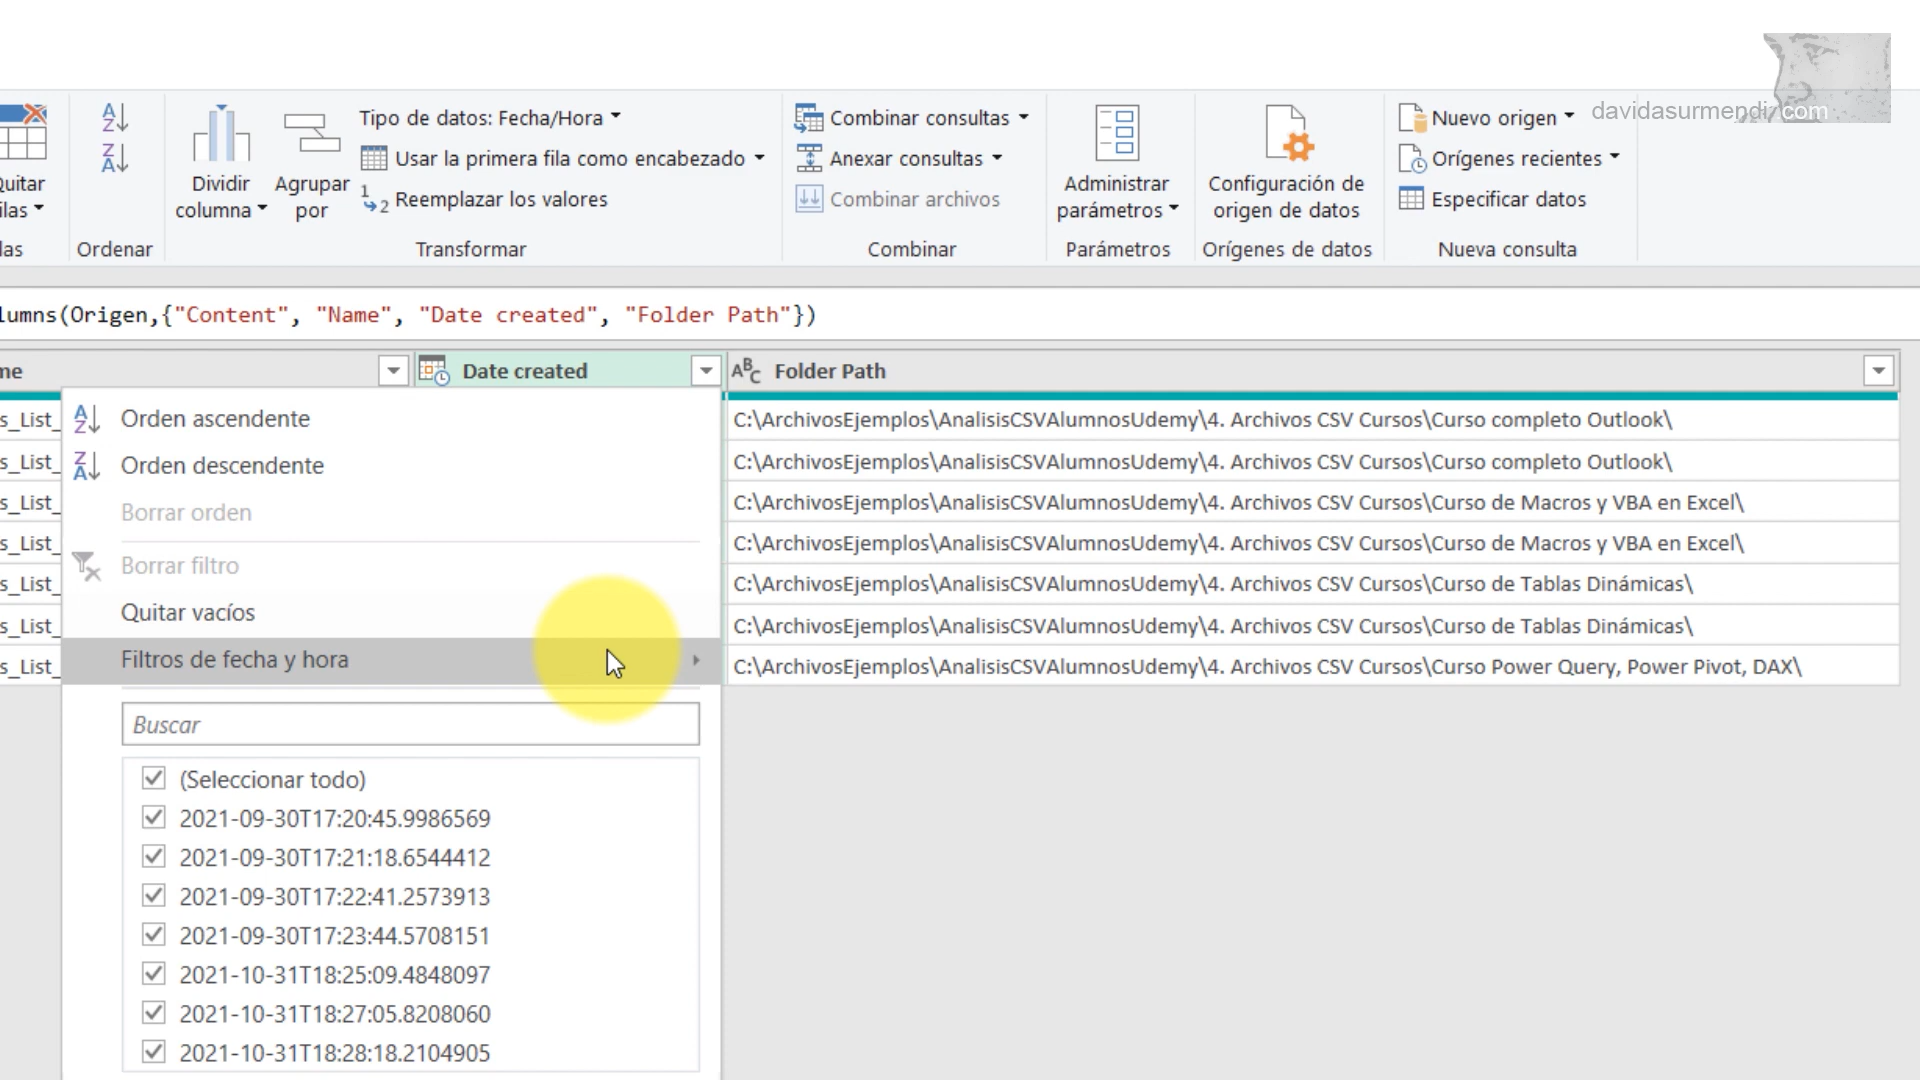 davidasurmendi.com
Quitar
filas
Ordenar
Dividir
columna
Agrupar
por
Tipo de datos: Fecha/Hora
Usar la primera fila como encabezado
Reemplazar los valores
Transformar
Combinar consultas
Anexar consultas
Combinar archivos
Combinar
Administrar
parámetros
Parámetros
Configuración de
origen de datos
Orígenes de datos
Nuevo origen
Orígenes recientes
Especificar datos
Nueva consulta
lumns(Origen,{"Content", "Name", "Date created", "Folder Path"})
me
Date created
ABC Folder Path
Orden ascendente
Orden descendente
Borrar orden
Borrar filtro
Quitar vacíos
Filtros de fecha y hora
Buscar
(Seleccionar todo)
2021-09-30T17:20:45.9986569
2021-09-30T17:21:18.6544412
2021-09-30T17:22:41.2573913
2021-09-30T17:23:44.5708151
2021-10-31T18:25:09.4848097
2021-10-31T18:27:05.8208060
2021-10-31T18:28:18.2104905
s_List_
s_List_
s_List_
s_List_
s_List_
s_List_
s_List_
C:\ArchivosEjemplos\AnalisisCSVAlumnosUdemy\4. Archivos CSV Cursos\Curso completo Outlook\
C:\ArchivosEjemplos\AnalisisCSVAlumnosUdemy\4. Archivos CSV Cursos\Curso completo Outlook\
C:\ArchivosEjemplos\AnalisisCSVAlumnosUdemy\4. Archivos CSV Cursos\Curso de Macros y VBA en Excel\
C:\ArchivosEjemplos\AnalisisCSVAlumnosUdemy\4. Archivos CSV Cursos\Curso de Macros y VBA en Excel\
C:\ArchivosEjemplos\AnalisisCSVAlumnosUdemy\4. Archivos CSV Cursos\Curso de Tablas Dinámicas\
C:\ArchivosEjemplos\AnalisisCSVAlumnosUdemy\4. Archivos CSV Cursos\Curso de Tablas Dinámicas\
C:\ArchivosEjemplos\AnalisisCSVAlumnosUdemy\4. Archivos CSV Cursos\Curso Power Query, Power Pivot, DAX\